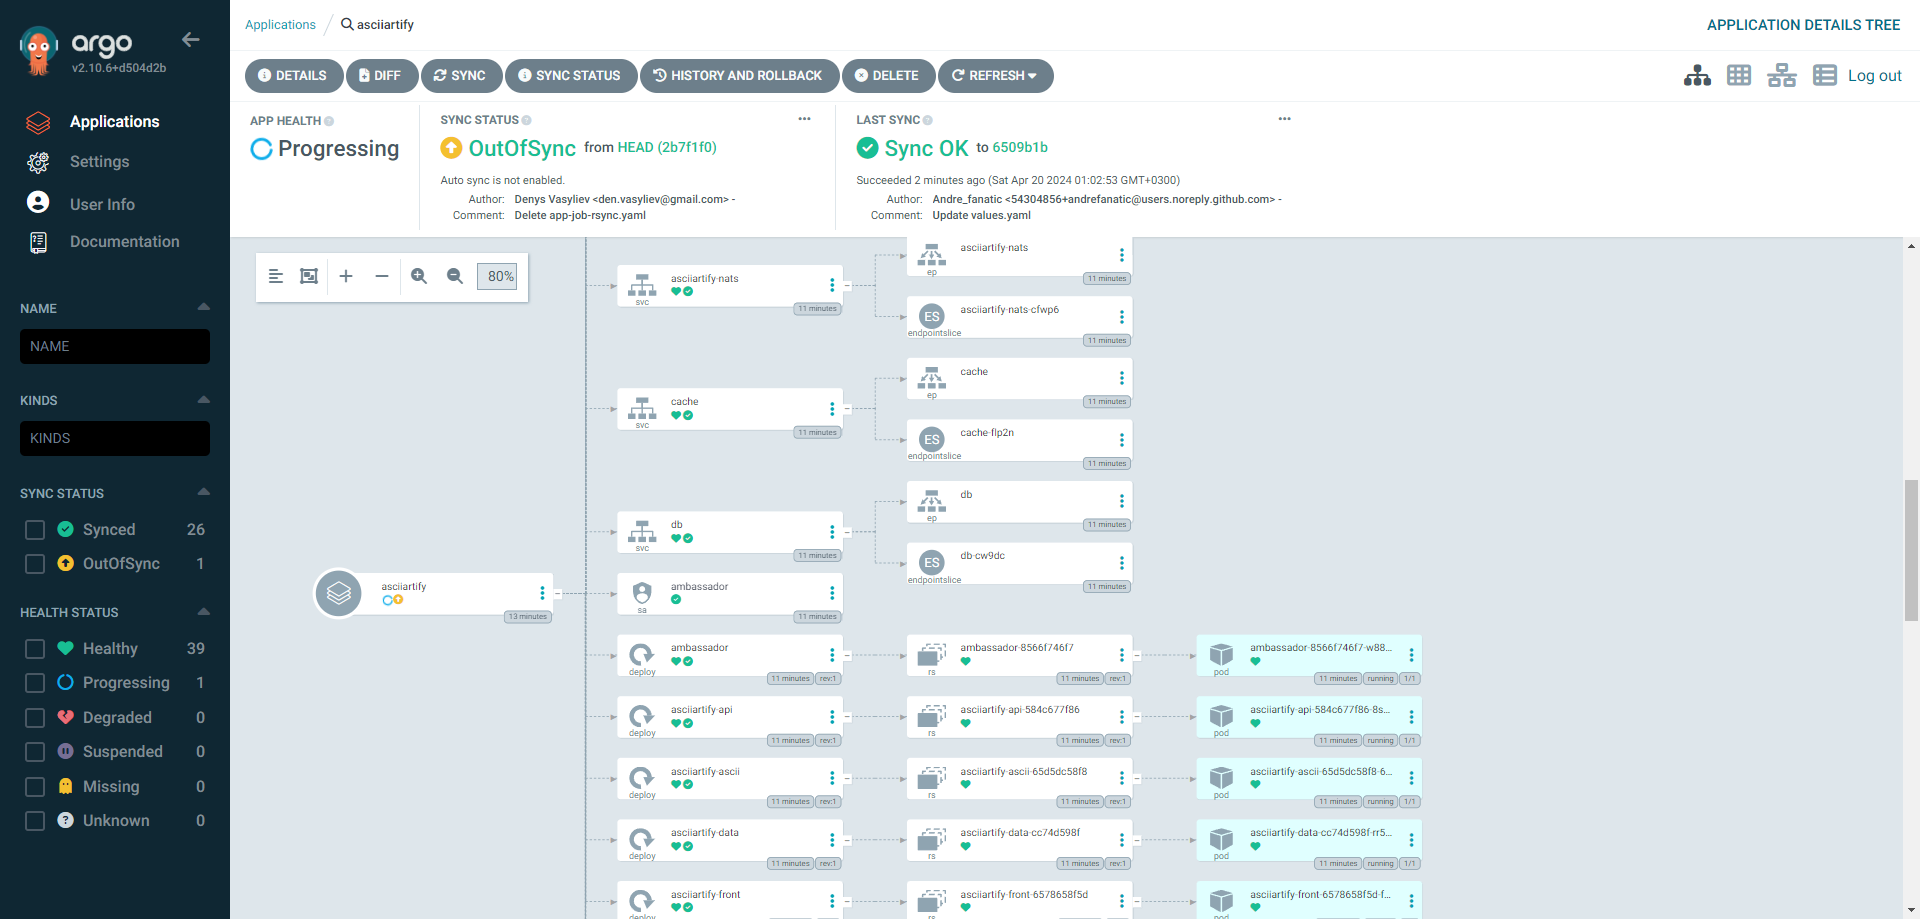 argo
v2.10.6+d504d2b
Applications
Settings
User Info
Documentation
NAME
NAME
KINDS
KINDS
SYNC STATUS
Synced 26
OutOfSync 1
HEALTH STATUS
Healthy 39
Progressing 1
Degraded 0
Suspended 0
Missing 0
Unknown 0
Applications / asciiartify
APPLICATION DETAILS TREE
DETAILS DIFF SYNC SYNC STATUS HISTORY AND ROLLBACK DELETE REFRESH
Log out
APP HEALTH
Progressing
SYNC STATUS
OutOfSync from HEAD (2b7f1f0)
Auto sync is not enabled.
Author: Denys Vasyliev <den.vasyliev@gmail.com> -
Comment: Delete app-job-rsync.yaml
LAST SYNC
Sync OK to 6509b1b
Succeeded 2 minutes ago (Sat Apr 20 2024 01:02:53 GMT+0300)
Author: Andre_fanatic <54304856+andrefanatic@users.noreply.github.com> -
Comment: Update values.yaml
80%
asciiartify
13 minutes
asciiartify-nats
svc
11 minutes
asciiartify-nats
ep
11 minutes
ES
asciiartify-nats-cfwp6
endpointslice
11 minutes
cache
svc
11 minutes
cache
ep
11 minutes
ES
cache-flp2n
endpointslice
11 minutes
db
svc
11 minutes
db
ep
11 minutes
ES
db-cw9dc
endpointslice
11 minutes
ambassador
sa
11 minutes
ambassador
deploy
11 minutes rev:1
ambassador-8566f746f7
rs
11 minutes rev:1
ambassador-8566f746f7-w88...
pod
11 minutes running 1/1
asciiartify-api
deploy
11 minutes rev:1
asciiartify-api-584c677f86
rs
11 minutes rev:1
asciiartify-api-584c677f86-8s...
pod
11 minutes running 1/1
asciiartify-ascii
deploy
11 minutes rev:1
asciiartify-ascii-65d5dc58f8
rs
11 minutes rev:1
asciiartify-ascii-65d5dc58f8-6...
pod
11 minutes running 1/1
asciiartify-data
deploy
11 minutes rev:1
asciiartify-data-cc74d598f
rs
11 minutes rev:1
asciiartify-data-cc74d598f-rr5...
pod
11 minutes running 1/1
asciiartify-front
deploy
asciiartify-front-6578658f5d
rs
asciiartify-front-6578658f5d-f...
pod